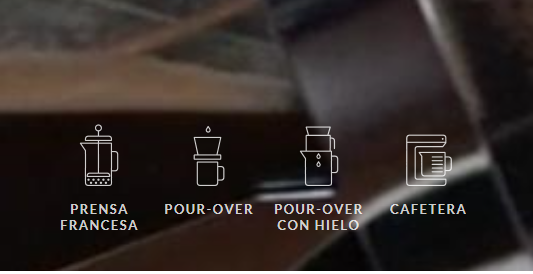 PRENSA
FRANCESA
POUR-OVER
POUR-OVER
CON HIELO
CAFETERA